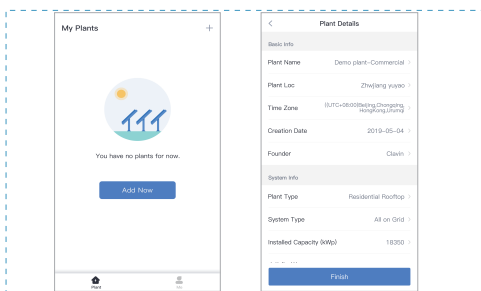 My Plants
You have no plants for now.
Add Now
Plant
Me
Plant Details
Basic Info
Plant Name Demo plant-Commercial
Plant Loc Zhwjiang yuyao
Time Zone (UTC+08:00)Beijing,Chongqing,
HongKong,Urumqi
Creation Date 2019-05-04
Founder Clavin
System Info
Plant Type Residential Rooftop
System Type All on Grid
Installed Capacity (kWp) 18350
Finish